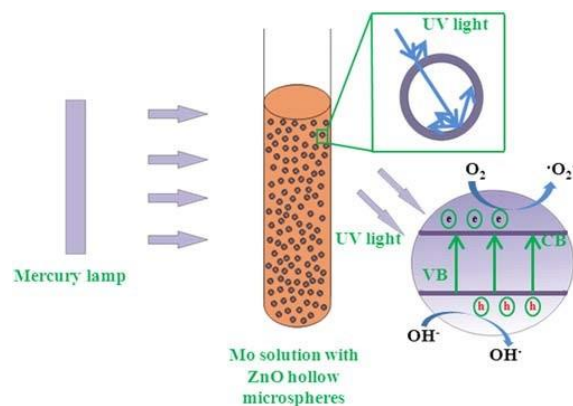 UV light
O₂
·O₂⁻
e e e
UV light
CB
VB
Mercury lamp
h h h
OH⁻
OH·
Mo solution with
ZnO hollow
microspheres